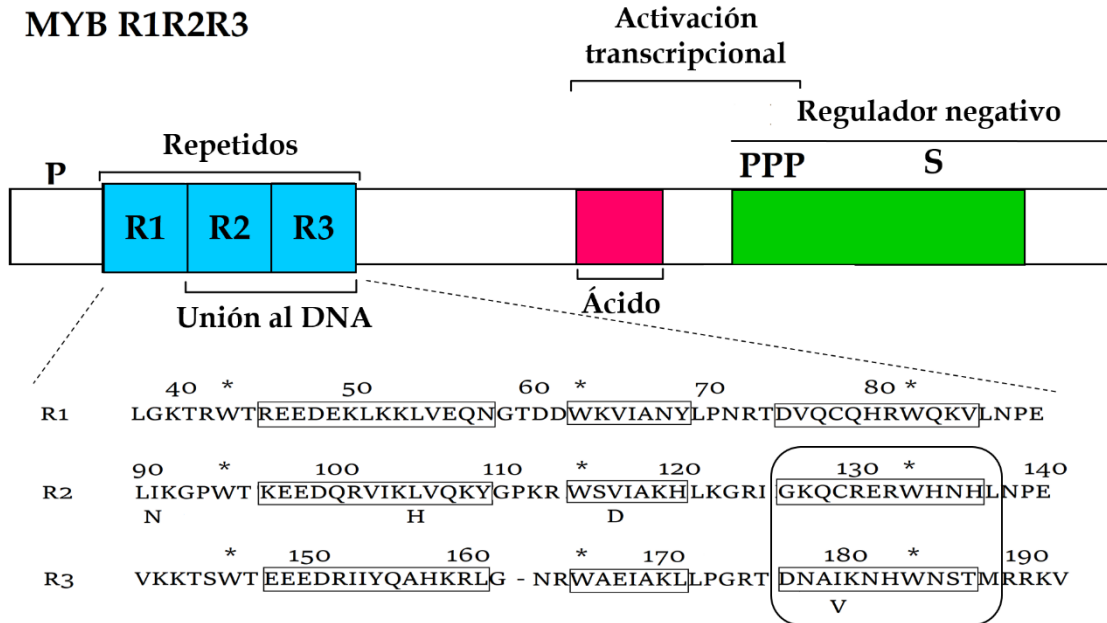 MYB R1R2R3
Activación
transcripcional
Regulador negativo
Repetidos
P
PPP
S
R1
R2
R3
Unión al DNA
Ácido
40 * 50 60 * 70 80 *
R1 LGKTRWTREEDEKLKKLVEQNGTDDWKVIANYLPNRTDVQCQHRWQKVLNPE
90 * 100 110 * 120 130 * 140
R2 LIKGPWTKEEDQRVIKLVQKYGPKRWSVIAKHLKGRIGKQCRERWHNHLNPE
N H D
* 150 160 * 170 180 * 190
R3 VKKTSWTEEEDRIIYQAHKRLG-NRWAEIAKLLPGRTDNAIKNHWNSTMRRKV
V